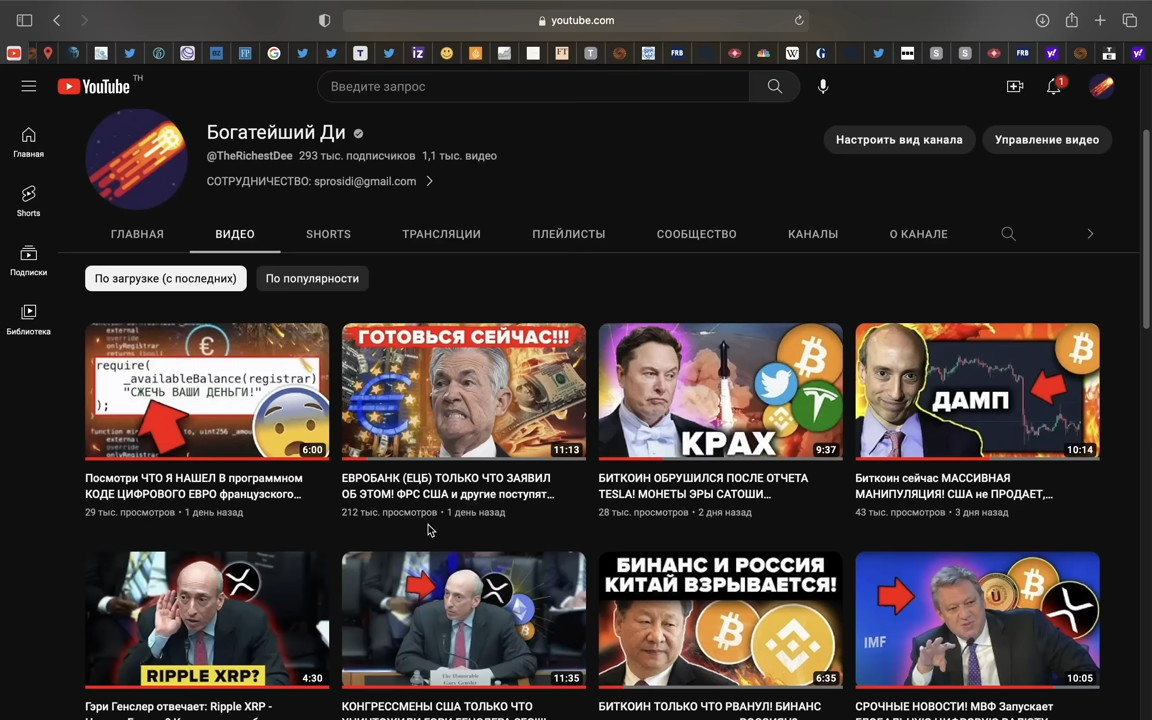 youtube.com
YouTube TH
Введите запрос
1
Главная
Shorts
Подписки
Библиотека
Богатейший Ди
@TheRichestDee 293 тыс. подписчиков 1,1 тыс. видео
СОТРУДНИЧЕСТВО: sprosidi@gmail.com
Настроить вид канала
Управление видео
ГЛАВНАЯ ВИДЕО SHORTS ТРАНСЛЯЦИИ ПЛЕЙЛИСТЫ СООБЩЕСТВО КАНАЛЫ О КАНАЛЕ
По загрузке (с последних) По популярности
external
onlyRegistrar
require(
_availableBalance(registrar)
"СЖЕЧЬ ВАШИ ДЕНЬГИ!"
);
6:00
Посмотри ЧТО Я НАШЕЛ В программном
КОДЕ ЦИФРОВОГО ЕВРО французского...
29 тыс. просмотров • 1 день назад
ГОТОВЬСЯ СЕЙЧАС!!!
11:13
ЕВРОБАНК (ЕЦБ) ТОЛЬКО ЧТО ЗАЯВИЛ
ОБ ЭТОМ! ФРС США и другие поступят...
212 тыс. просмотров • 1 день назад
КРАХ
9:37
БИТКОИН ОБРУШИЛСЯ ПОСЛЕ ОТЧЕТА
TESLA! МОНЕТЫ ЭРЫ САТОШИ...
28 тыс. просмотров • 2 дня назад
ДАМП
10:14
Биткоин сейчас МАССИВНАЯ
МАНИПУЛЯЦИЯ! США не ПРОДАЕТ,...
43 тыс. просмотров • 3 дня назад
RIPPLE XRP?
4:30
Гэри Генслер отвечает: Ripple XRP -
11:35
КОНГРЕССМЕНЫ США ТОЛЬКО ЧТО
БИНАНС И РОССИЯ
КИТАЙ ВЗРЫВАЕТСЯ!
6:35
БИТКОИН ТОЛЬКО ЧТО РВАНУЛ! БИНАНС
IMF
10:05
СРОЧНЫЕ НОВОСТИ! МВФ Запускает